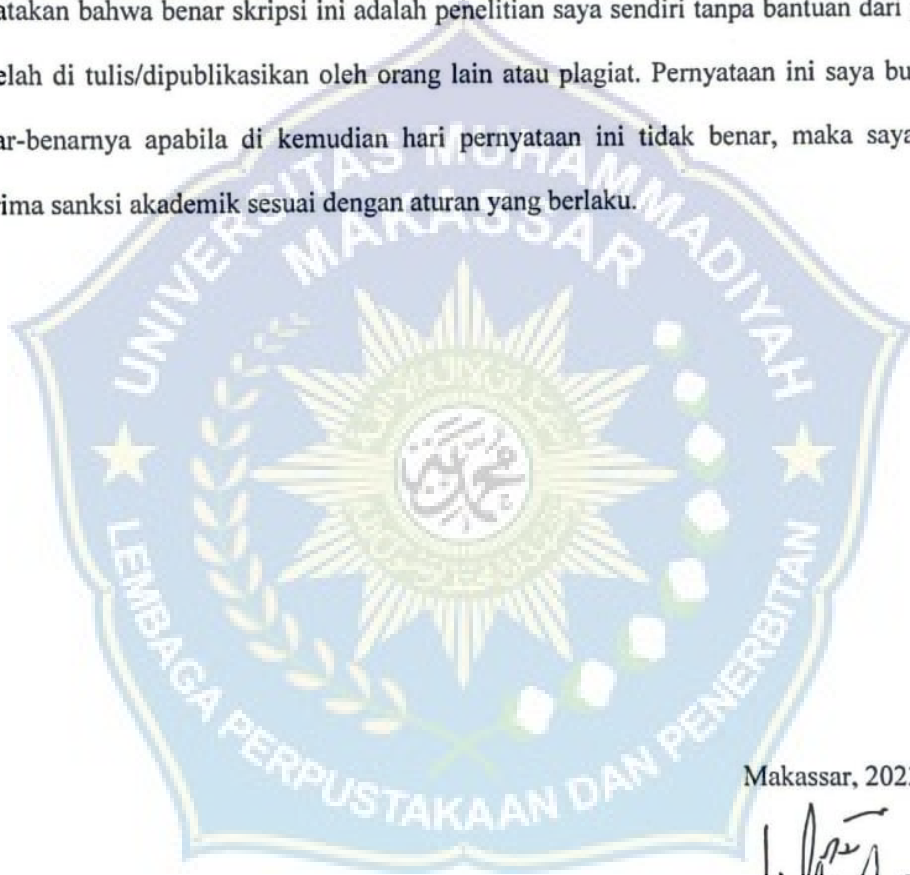 atakan bahwa benar skripsi ini adalah penelitian saya sendiri tanpa bantuan dari
elah di tulis/dipublikasikan oleh orang lain atau plagiat. Pernyataan ini saya bu
ar-benarnya apabila di kemudian hari pernyataan ini tidak benar, maka saya
rima sanksi akademik sesuai dengan aturan yang berlaku.
UNIVERSITAS MUHAMMADIYAH
MAKASSAR
محمد
LEMBAGA PERPUSTAKAAN DAN PENERBITAN
Makassar, 202